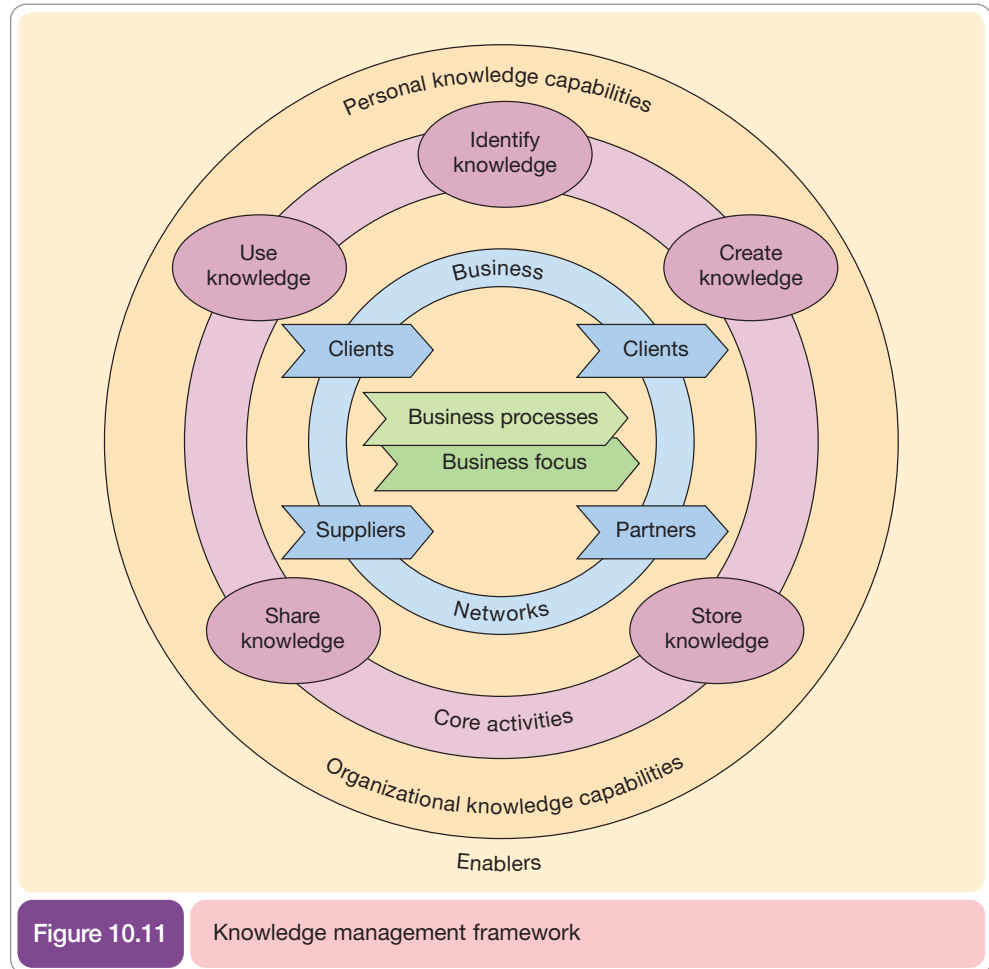 Personal knowledge capabilities
Identify
knowledge
Use
knowledge
Create
knowledge
Business
Clients
Clients
Business processes
Business focus
Suppliers
Partners
Networks
Share
knowledge
Store
knowledge
Core activities
Organizational knowledge capabilities
Enablers
Figure 10.11
Knowledge management framework